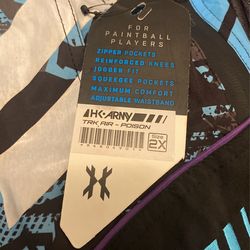 FOR
PAINTBALL
PLAYERS
ZIPPER POCKETS
REINFORCED KNEES
JOGGER FIT
SQUEEGEE POCKETS
MAXIMUM COMFORT
ADJUSTABLE WAISTBAND
HK ARMY
TRK AIR - POISON
SIZE
2X